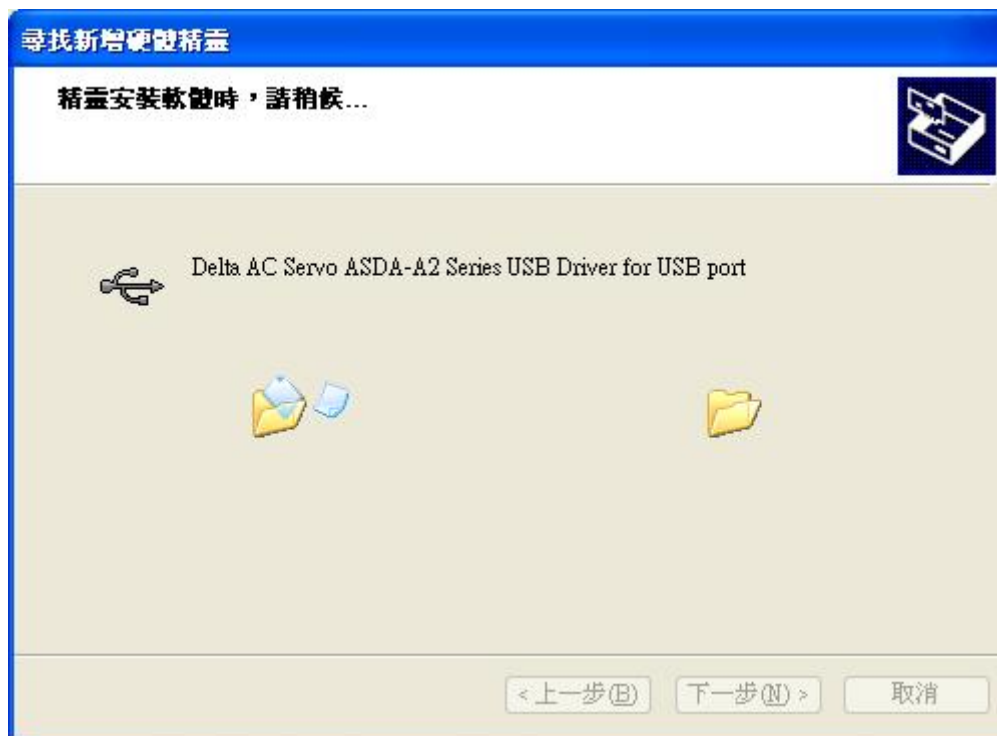 尋找新增硬體精靈
精靈安裝軟體時，請稍候...
Delta AC Servo ASDA-A2 Series USB Driver for USB port
<上一步(B) 下一步(N)> 取消